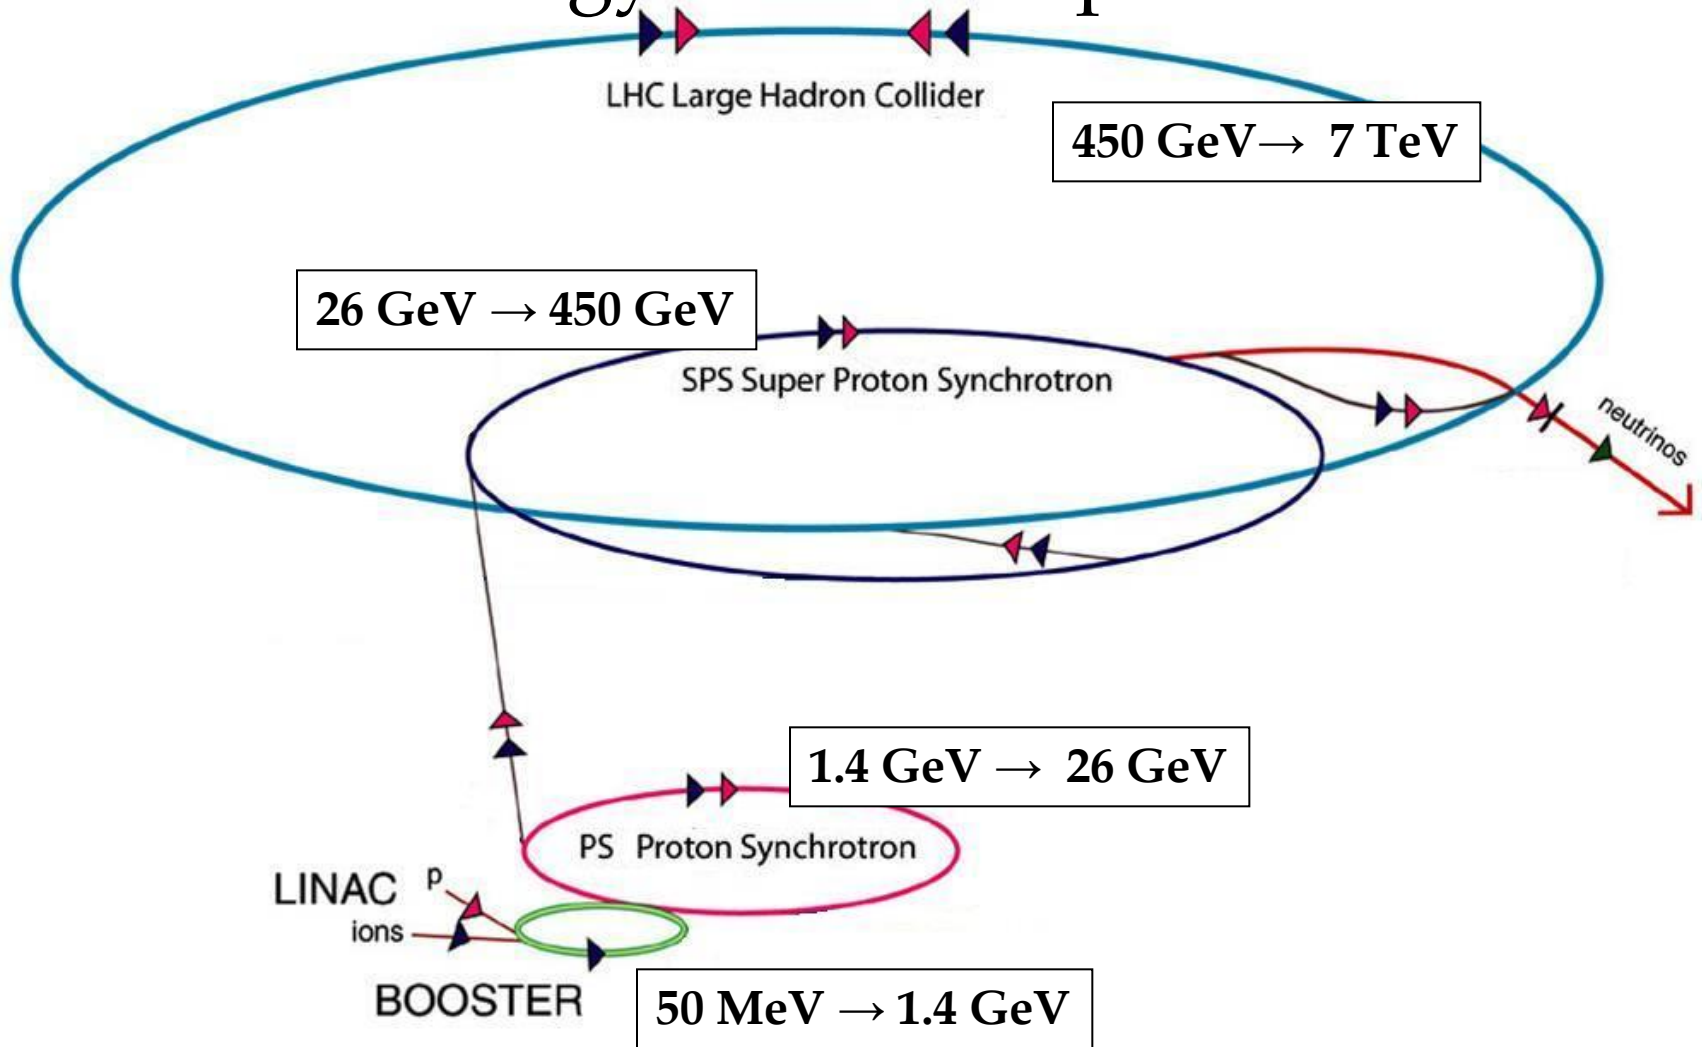 LHC Large Hadron Collider
450 GeV→ 7 TeV
26 GeV → 450 GeV
SPS Super Proton Synchrotron
neutrinos
1.4 GeV → 26 GeV
PS Proton Synchrotron
LINAC p
ions
BOOSTER
50 MeV → 1.4 GeV